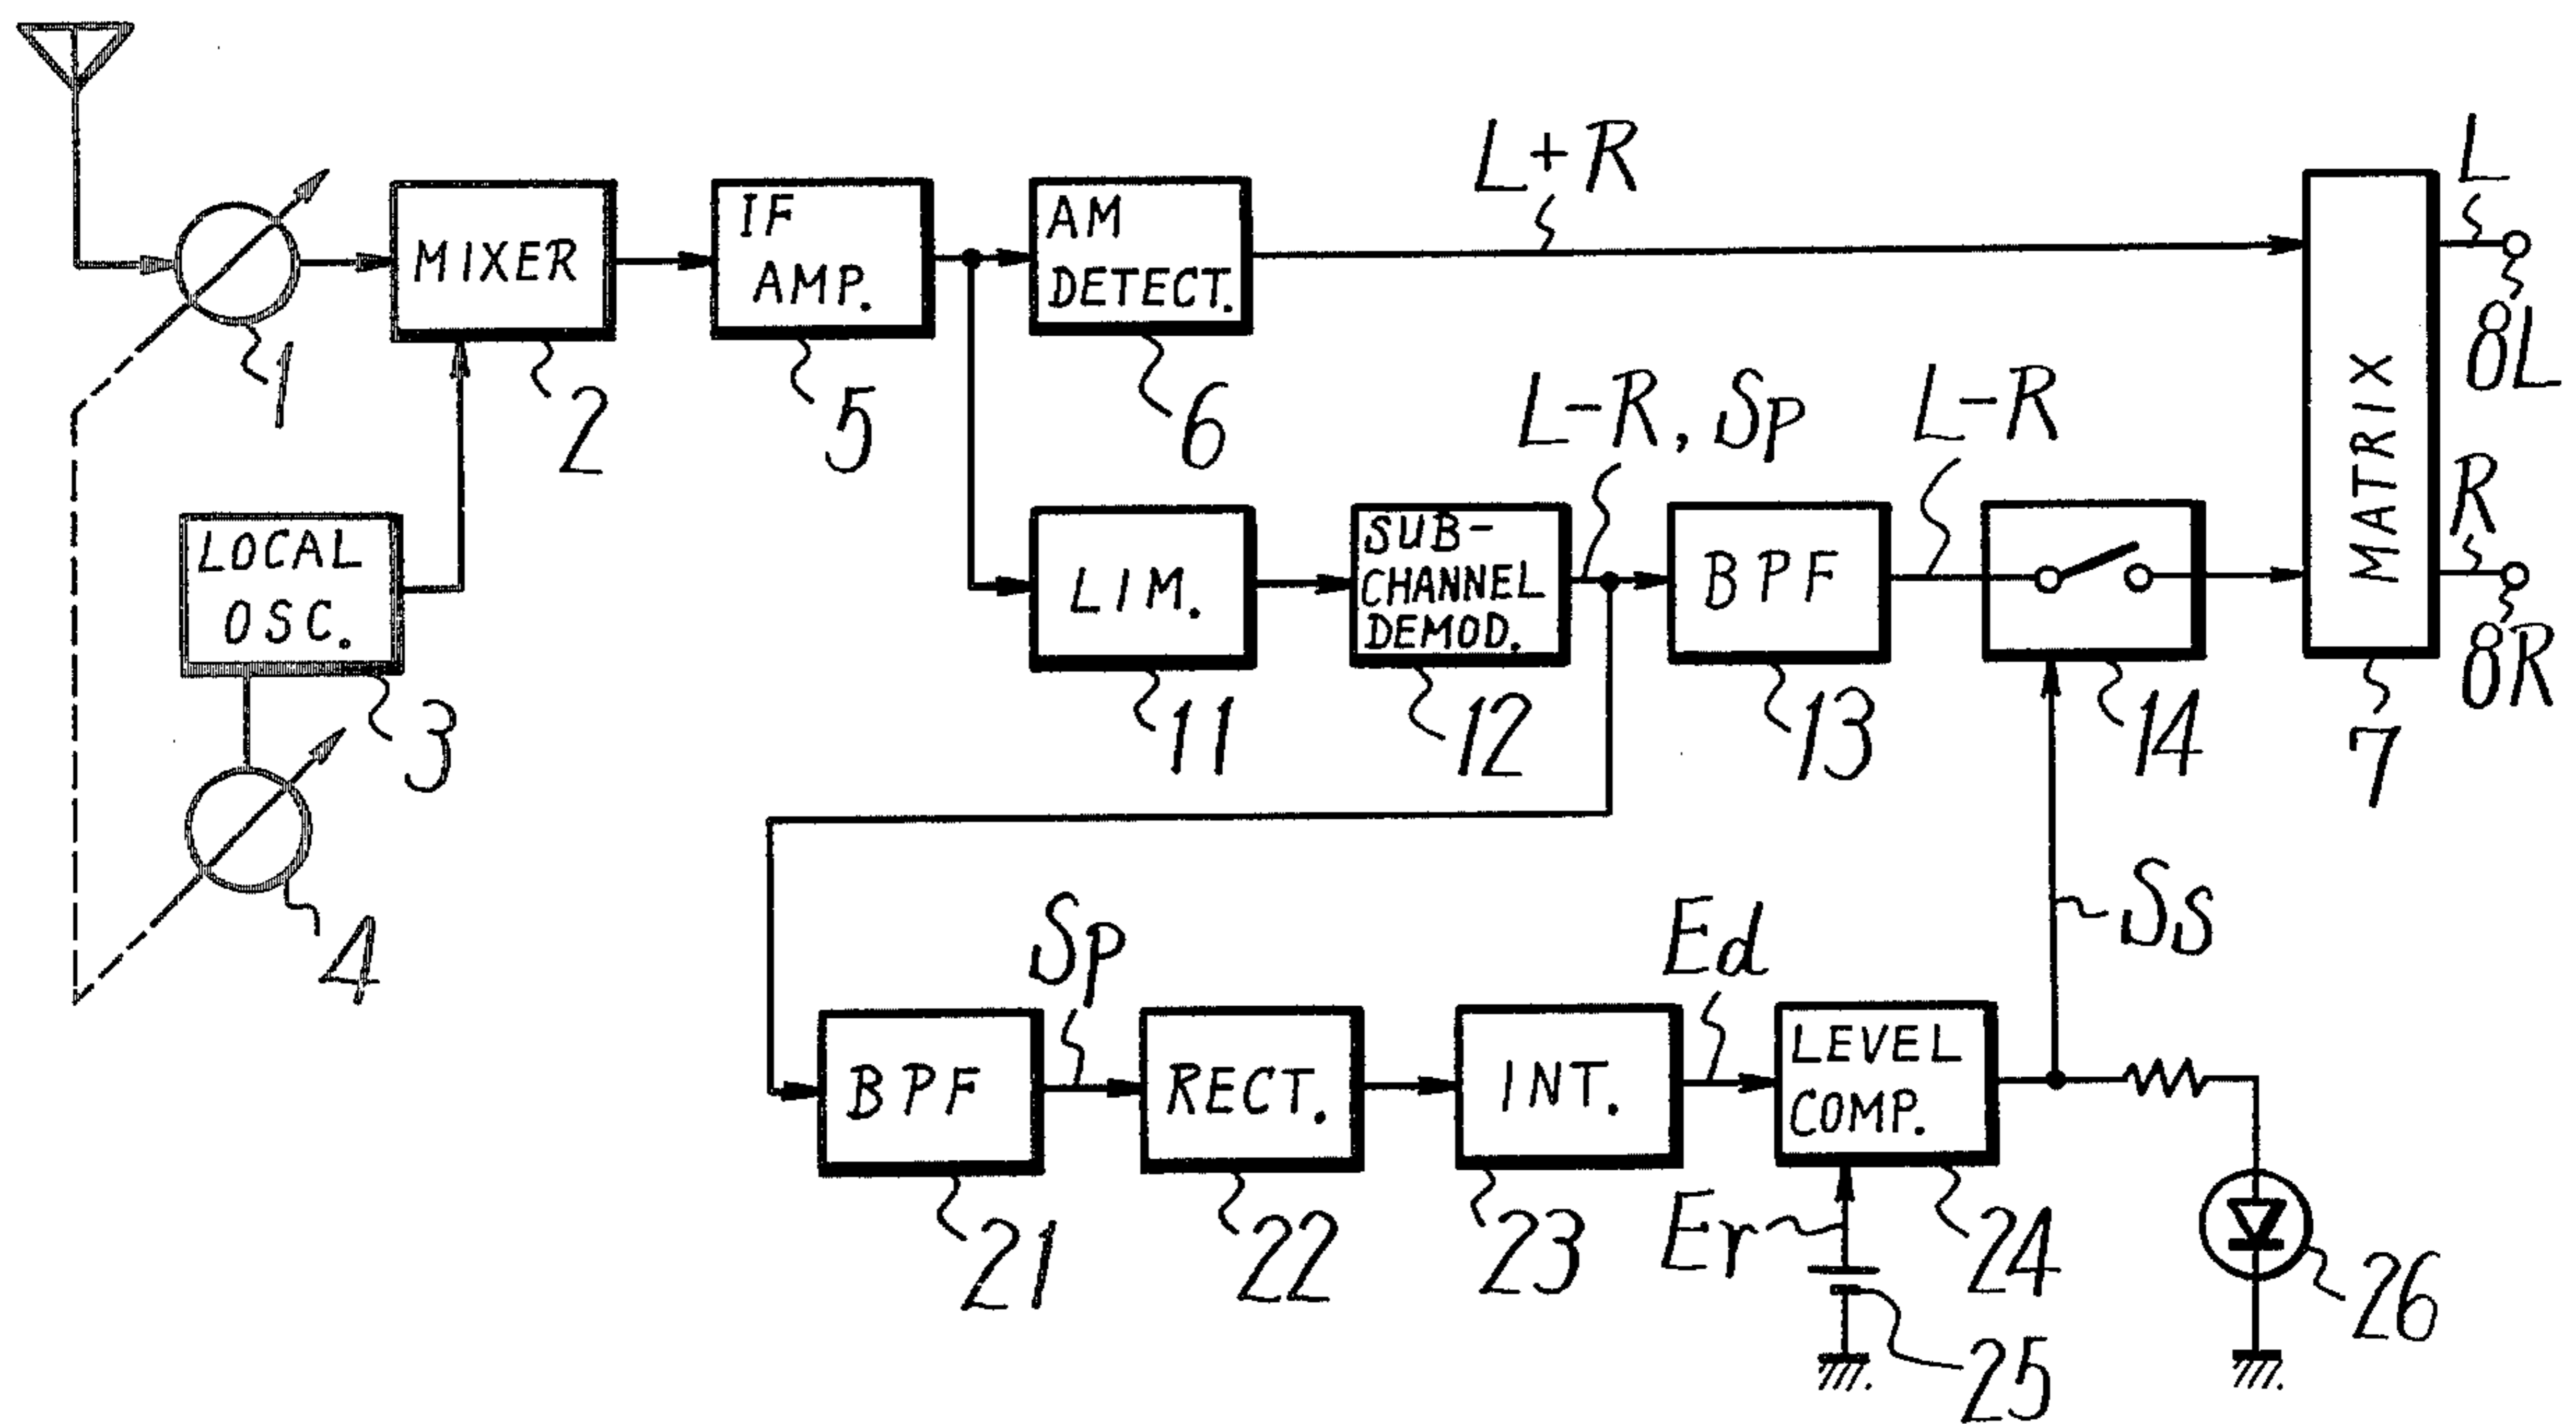 L+R
L
MIXER
IF
AMP.
AM
DETECT.
1
2
5
6
8L
L-R, Sp
L-R
MATRIX
R
LOCAL
OSC.
LIM.
SUB-
CHANNEL
DEMOD.
BPF
8R
3
11
12
13
14
7
4
Sp
Ed
Ss
BPF
RECT.
INT.
LEVEL
COMP.
21
22
23
Er
24
25
26